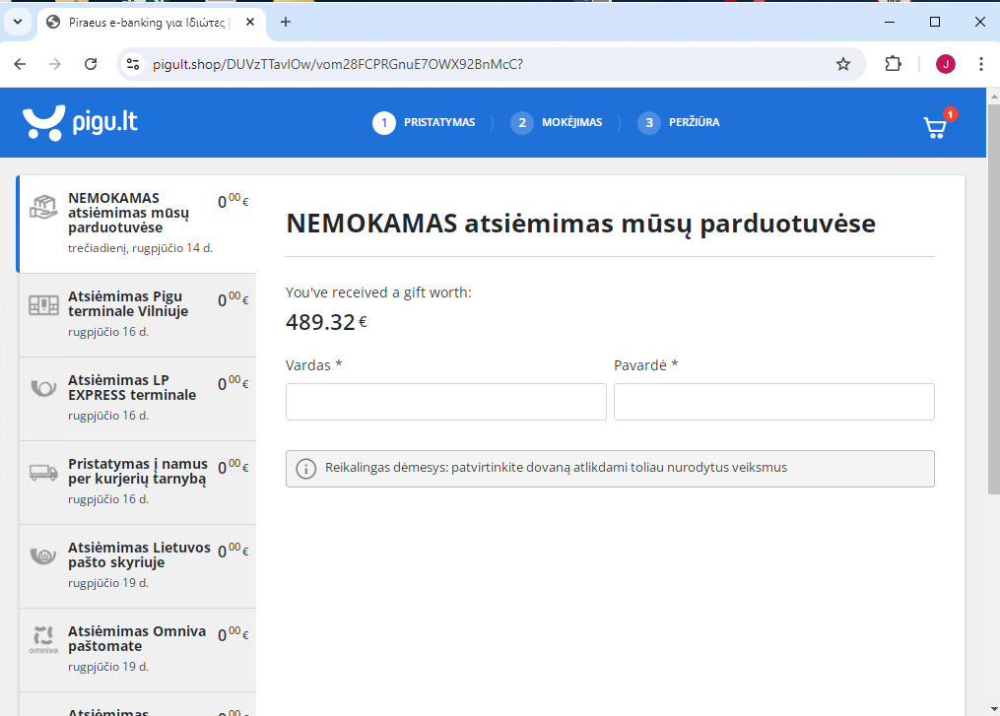 Piraeus e-banking για Ιδιώτες |
pigult.shop/DUVzTTavIOw/vom28FCPRGnuE7OWX92BnMcC?
J
pigu.lt
1 PRISTATYMAS
2 MOKĖJIMAS
3 PERŽIŪRA
1
NEMOKAMAS
atsiėmimas mūsų
parduotuvėse
0 00 €
trečiadienį, rugpjūčio 14 d.
Atsiėmimas Pigu
terminale Vilniuje
0 00 €
rugpjūčio 16 d.
Atsiėmimas LP
EXPRESS terminale
0 00 €
rugpjūčio 16 d.
Pristatymas į namus
per kurjerių tarnybą
0 00 €
rugpjūčio 16 d.
Atsiėmimas Lietuvos
pašto skyriuje
0 00 €
rugpjūčio 19 d.
omniva
Atsiėmimas Omniva
paštomate
0 00 €
rugpjūčio 19 d.
Atsiėmimas
0 00 €
NEMOKAMAS atsiėmimas mūsų parduotuvėse
You've received a gift worth:
489.32 €
Vardas *
Pavardė *
Reikalingas dėmesys: patvirtinkite dovaną atlikdami toliau nurodytus veiksmus